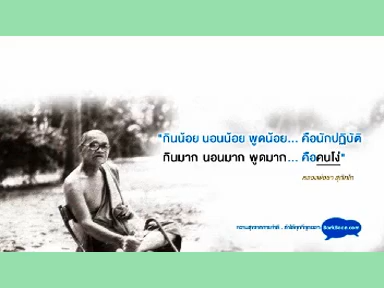 "กินน้อย นอนน้อย พูดน้อย... คือนักปฏิบัติ
กินมาก นอนมาก พูดมาก... คือคนโง่"
หลวงพ่อชา สุภัทโท